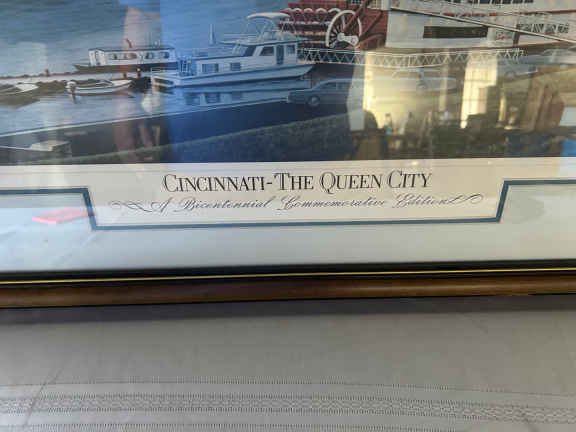 CINCINNATI-THE QUEEN CITY
A Bicentennial Commemorative Edition